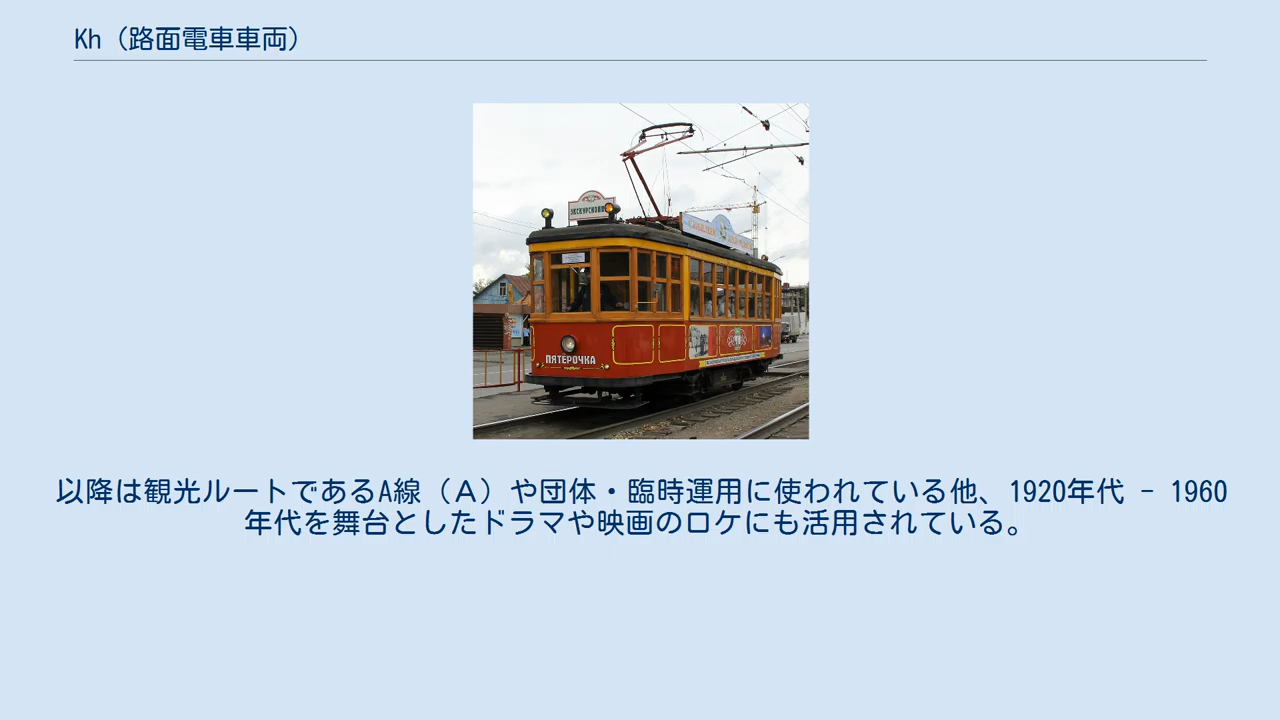 Kh（路面電車車両）
ПЯТЕРОЧКА
以降は観光ルートであるA線（Ａ）や団体・臨時運用に使われている他、1920年代 - 1960
年代を舞台としたドラマや映画のロケにも活用されている。